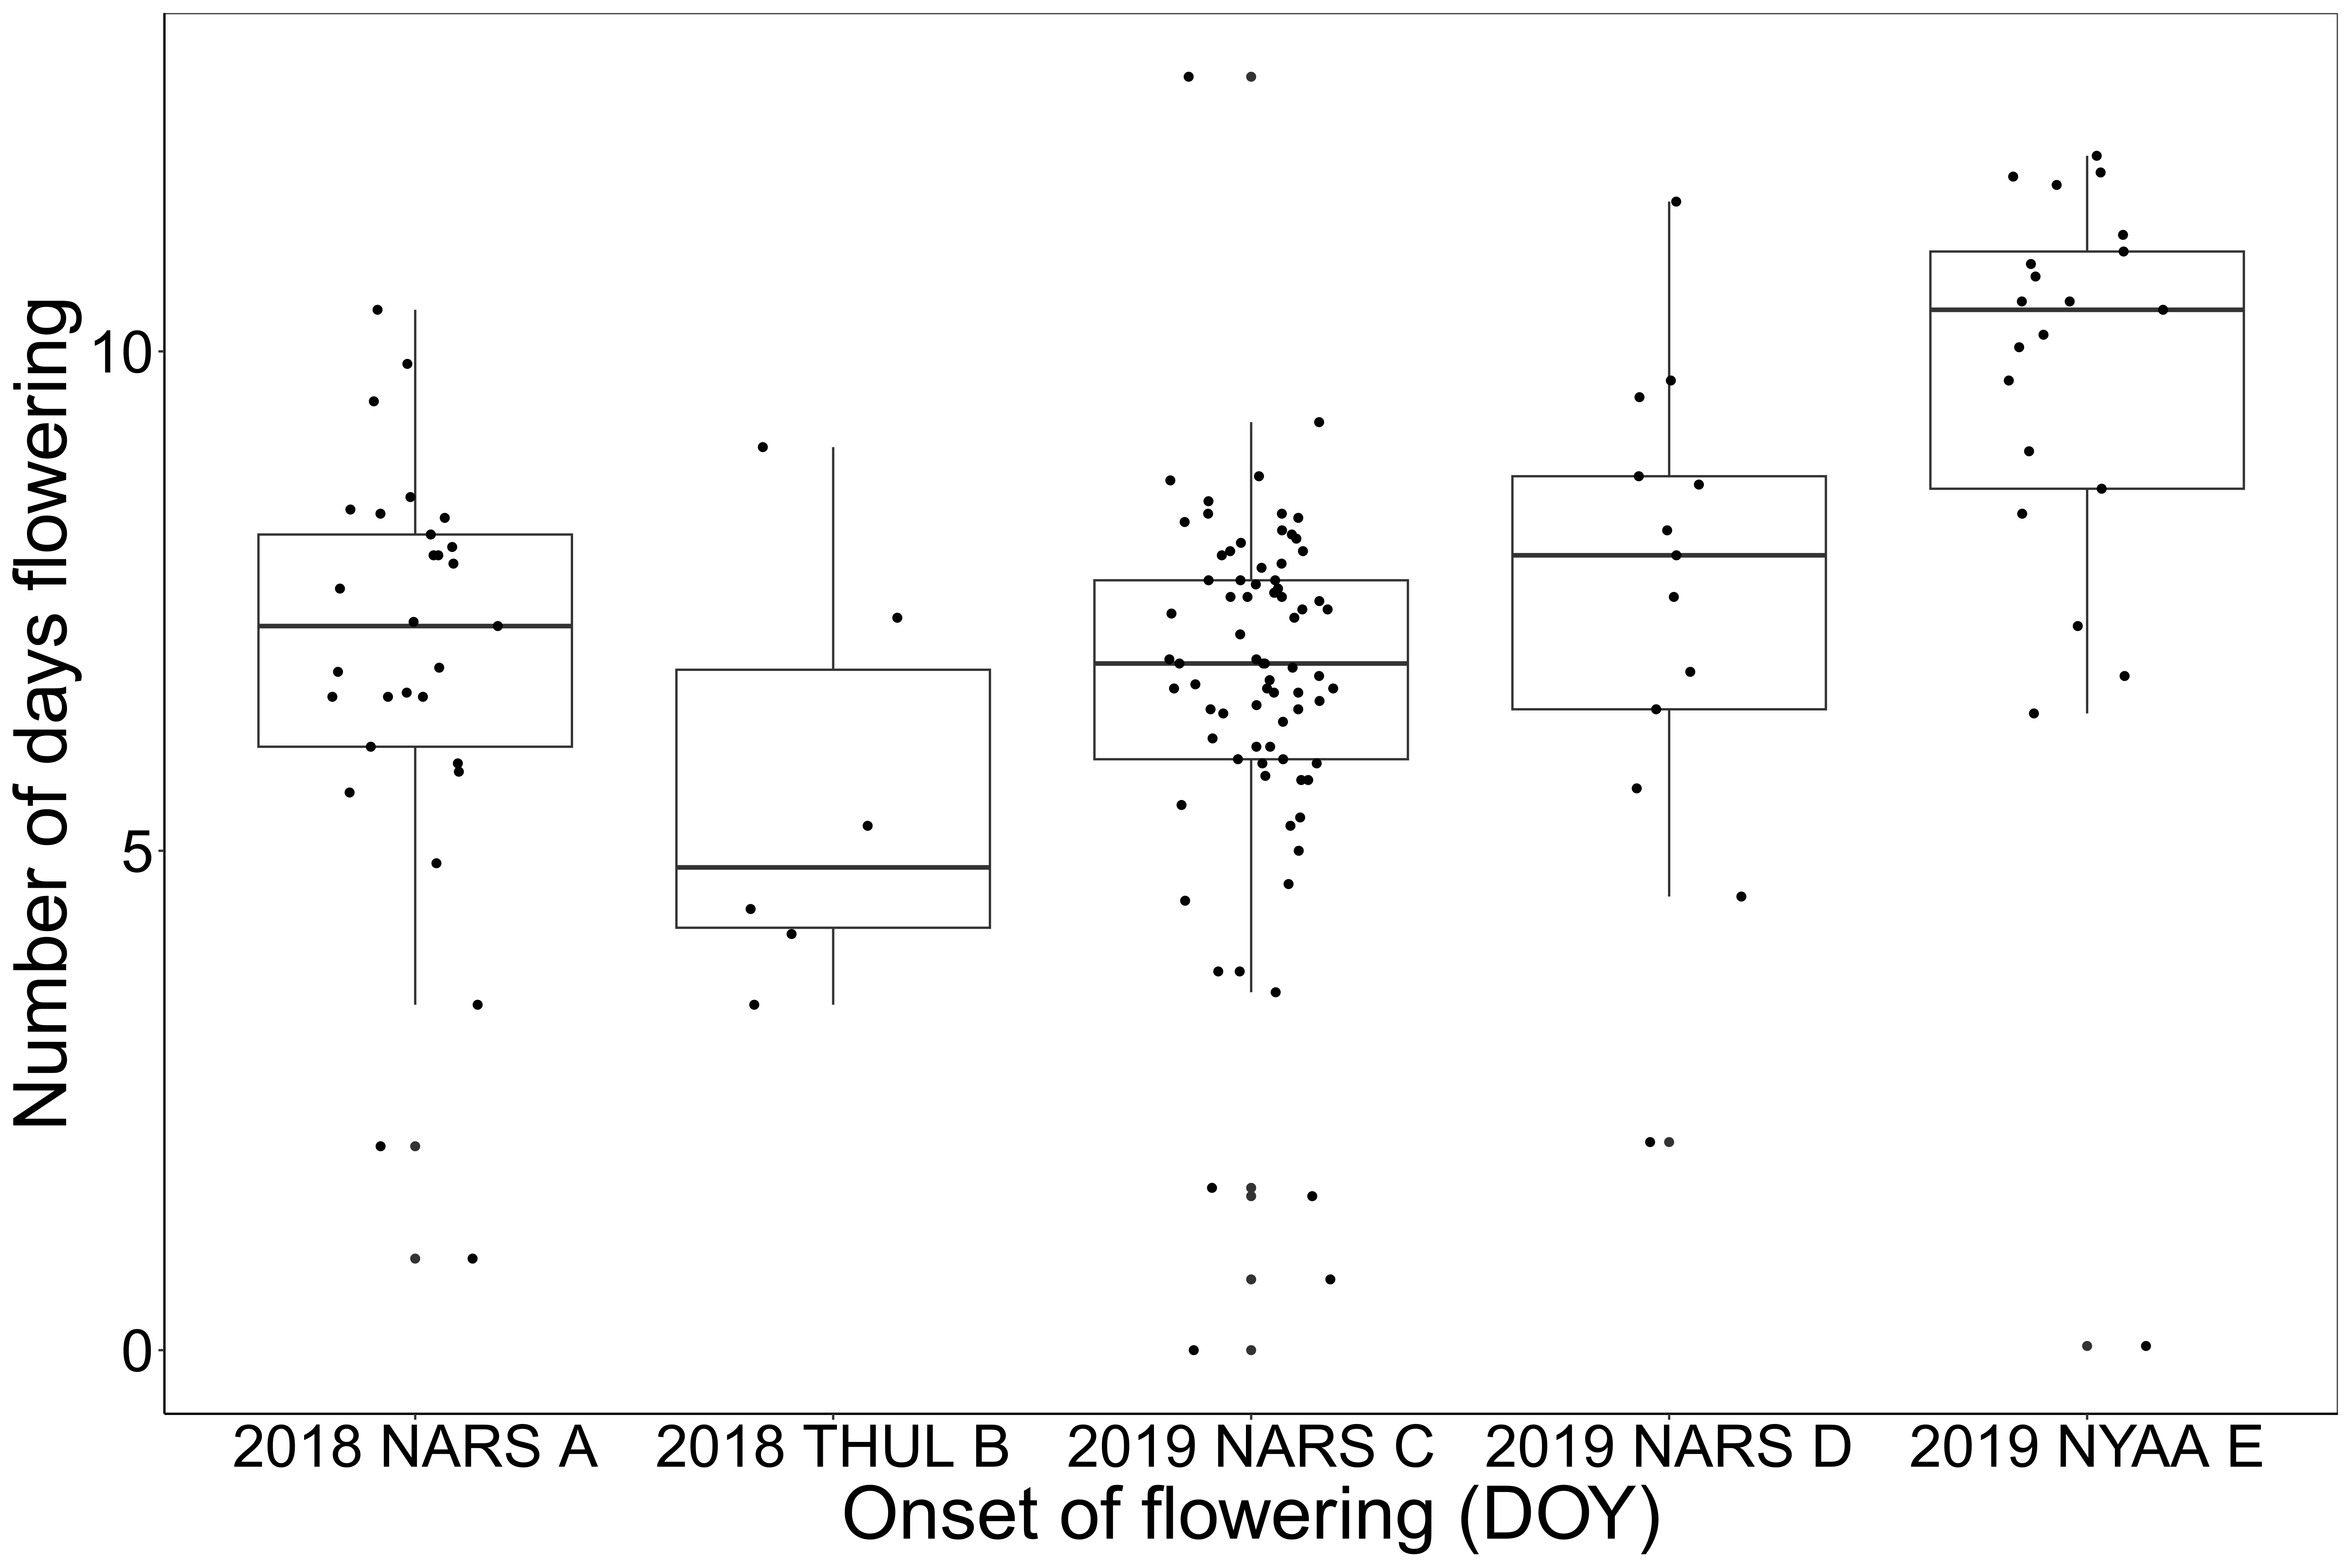 Number of days flowering
10
5
0
2018 NARS A
2018 THUL B
2019 NARS C
2019 NARS D
2019 NYAA E
Onset of flowering (DOY)